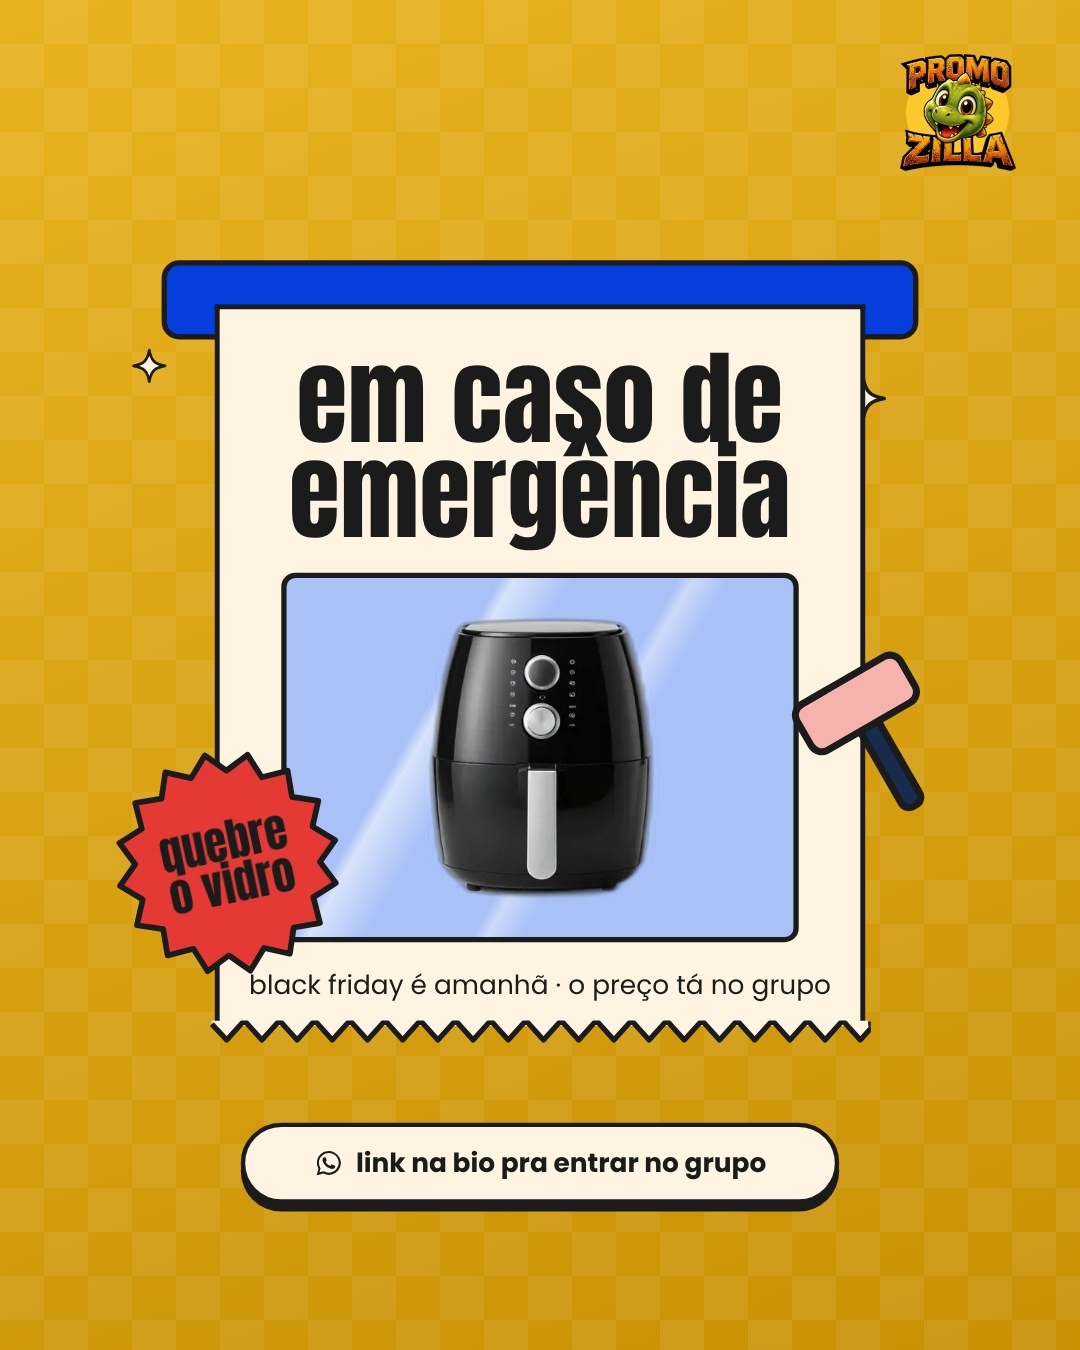 PROMO
ZILLA
em caso de
emergência
quebre
o vidro
black friday é amanhã · o preço tá no grupo
link na bio pra entrar no grupo